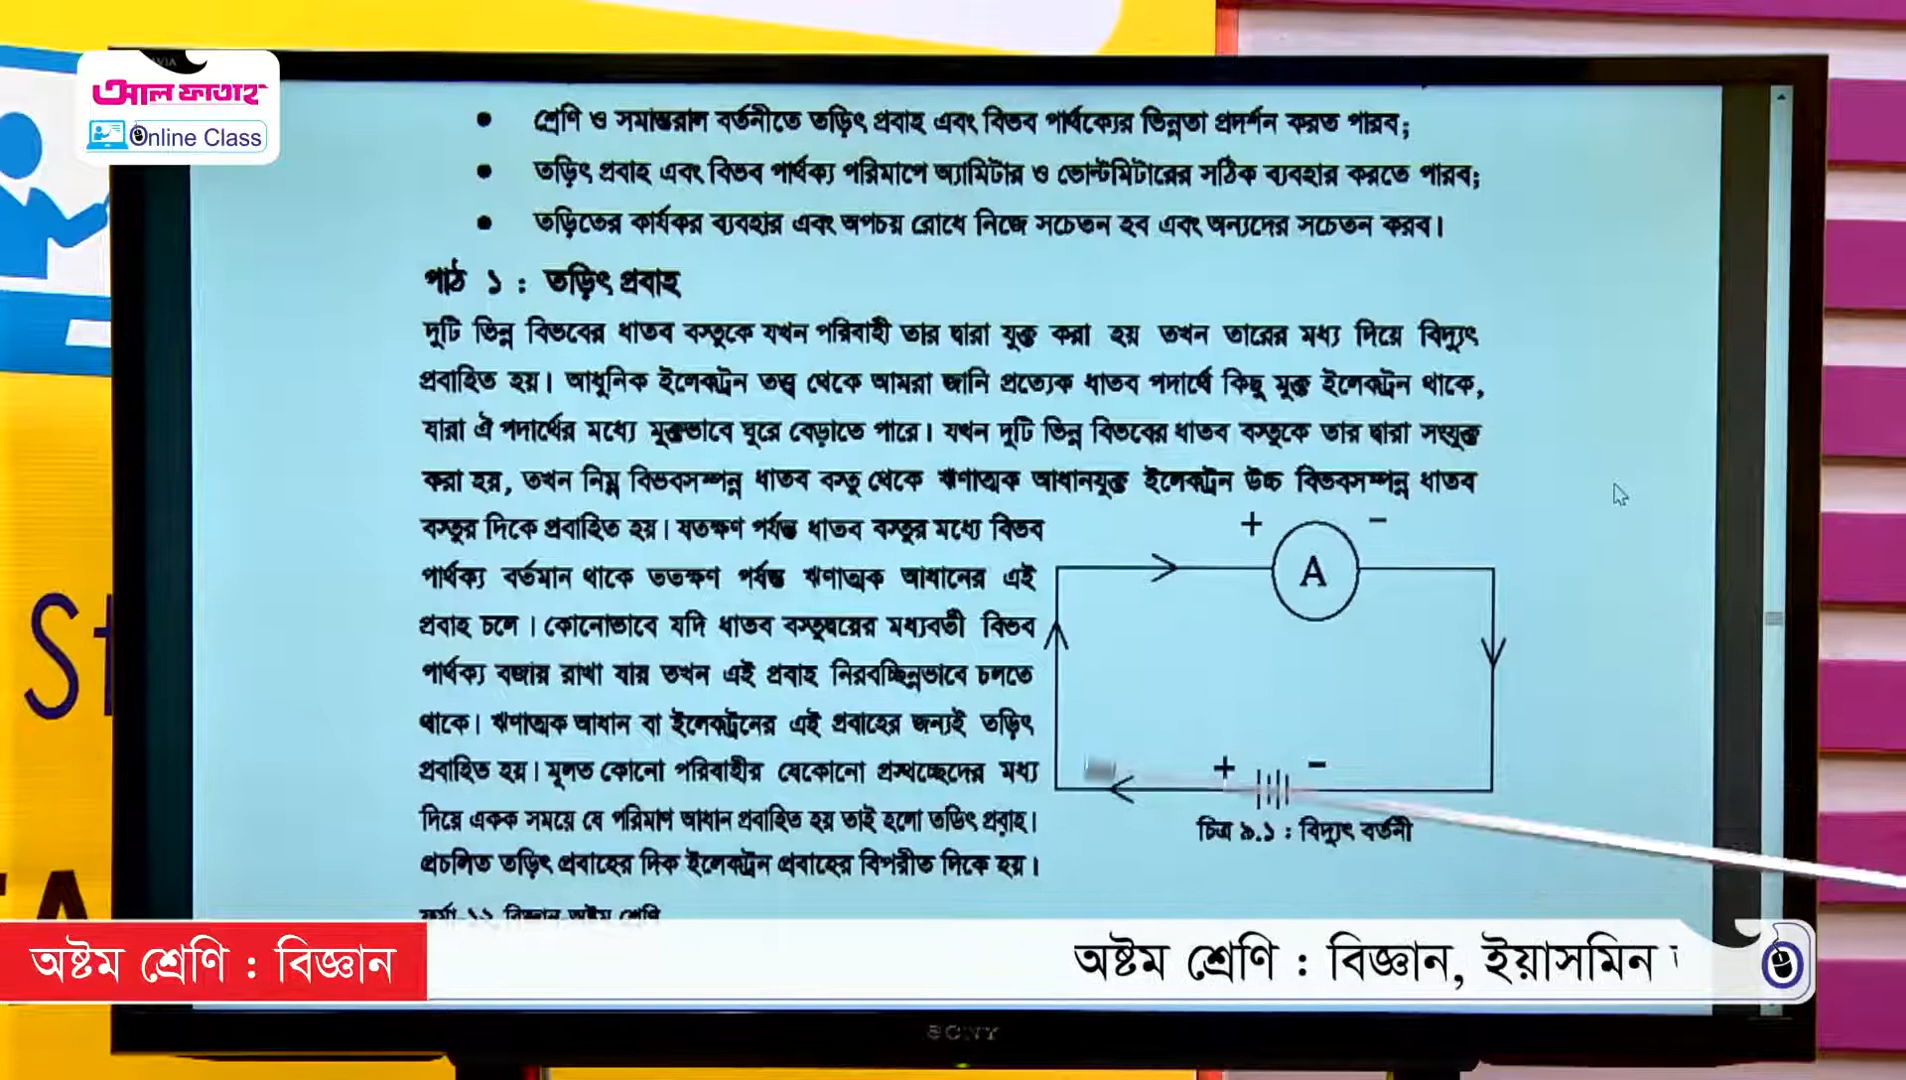 আল ফাতাহ
Online Class
শ্রেণি ও সমান্তরাল বর্তনীতে তড়িৎ প্রবাহ এবং বিভব পার্থক্যের ভিন্নতা প্রদর্শন করত পারব;
তড়িৎ প্রবাহ এবং বিভব পার্থক্য পরিমাপে অ্যামিটার ও ভোল্টমিটারের সঠিক ব্যবহার করতে পারব;
তড়িতের কার্যকর ব্যবহার এবং অপচয় রোধে নিজে সচেতন হব এবং অন্যদের সচেতন করব।
পাঠ ১ : তড়িৎ প্রবাহ
দুটি ভিন্ন বিভবের ধাতব বস্তুকে যখন পরিবাহী তার দ্বারা যুক্ত করা হয় তখন তারের মধ্য দিয়ে বিদ্যুৎ
প্রবাহিত হয়। আধুনিক ইলেকট্রন তত্ত্ব থেকে আমরা জানি প্রত্যেক ধাতব পদার্থে কিছু মুক্ত ইলেকট্রন থাকে,
যারা ঐ পদার্থের মধ্যে মুক্তভাবে ঘুরে বেড়াতে পারে। যখন দুটি ভিন্ন বিভবের ধাতব বস্তুকে তার দ্বারা সংযুক্ত
করা হয়, তখন নিম্ন বিভবসম্পন্ন ধাতব বস্তু থেকে ঋণাত্মক আধানযুক্ত ইলেকট্রন উচ্চ বিভবসম্পন্ন ধাতব
বস্তুর দিকে প্রবাহিত হয়। যতক্ষণ পর্যন্ত ধাতব বস্তুর মধ্যে বিভব
পার্থক্য বর্তমান থাকে ততক্ষণ পর্যন্ত ঋণাত্মক আধানের এই
প্রবাহ চলে। কোনোভাবে যদি ধাতব বস্তুদ্বয়ের মধ্যবর্তী বিভব
পার্থক্য বজায় রাখা যায় তখন এই প্রবাহ নিরবচ্ছিন্নভাবে চলতে
থাকে। ঋণাত্মক আধান বা ইলেকট্রনের এই প্রবাহের জন্যই তড়িৎ
প্রবাহিত হয়। মূলত কোনো পরিবাহীর যেকোনো প্রস্থচ্ছেদের মধ্য
দিয়ে একক সময়ে যে পরিমাণ আধান প্রবাহিত হয় তাই হলো তড়িৎ প্রবাহ।
প্রচলিত তড়িৎ প্রবাহের দিক ইলেকট্রন প্রবাহের বিপরীত দিকে হয়।
+ −
A
+ −
চিত্র ৯.১ : বিদ্যুৎ বর্তনী
ফর্মা-১২, বিজ্ঞান-অষ্টম শ্রেণি
অষ্টম শ্রেণি : বিজ্ঞান
অষ্টম শ্রেণি : বিজ্ঞান, ইয়াসমিন
SONY